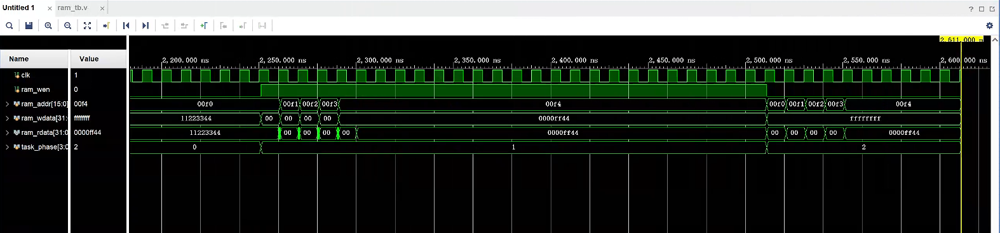 Untitled 1 × ram_tb.v ×
?
2,611.000 n
Name Value
2,200.000 ns 2,250.000 ns 2,300.000 ns 2,350.000 ns 2,400.000 ns 2,450.000 ns 2,500.000 ns 2,550.000 ns 2,600.000 ns
clk 1
ram_wen 0
ram_addr[15:0] 00f4 00f0 00f1 00f2 00f3 00f4 00f0 00f1 00f2 00f3 00f4
ram_wdata[31: ffffffff 11223344 00 00 00 00 0000ff44 ffffffff
ram_rdata[31:0 0000ff44 11223344 00 00 00 00 0000ff44 00 00 00 00 0000ff44
task_phase[3:0 2 0 1 2